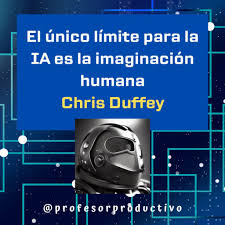 El único límite para la
IA es la imaginación
humana
Chris Duffey
@profesorproductivo